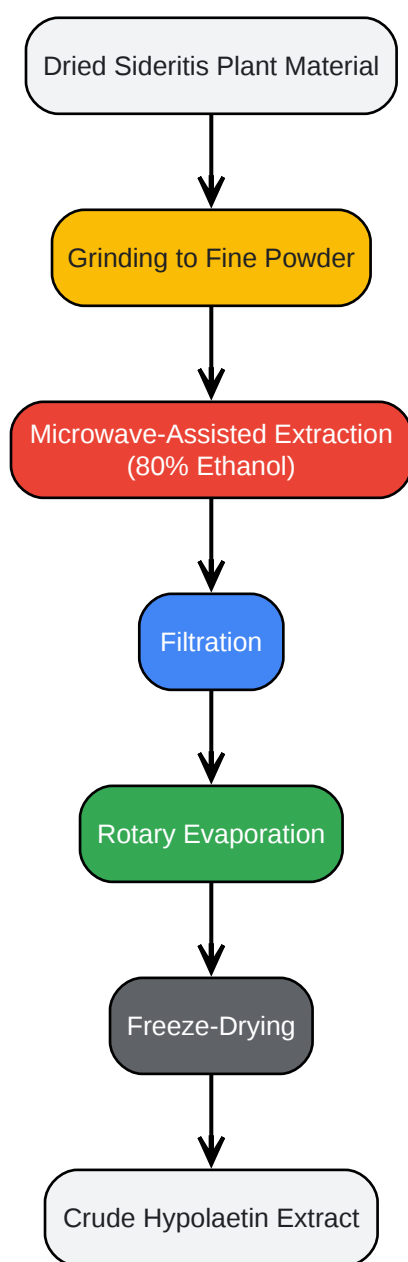 Dried Sideritis Plant Material
Grinding to Fine Powder
Microwave-Assisted Extraction
(80% Ethanol)
Filtration
Rotary Evaporation
Freeze-Drying
Crude Hypolaetin Extract